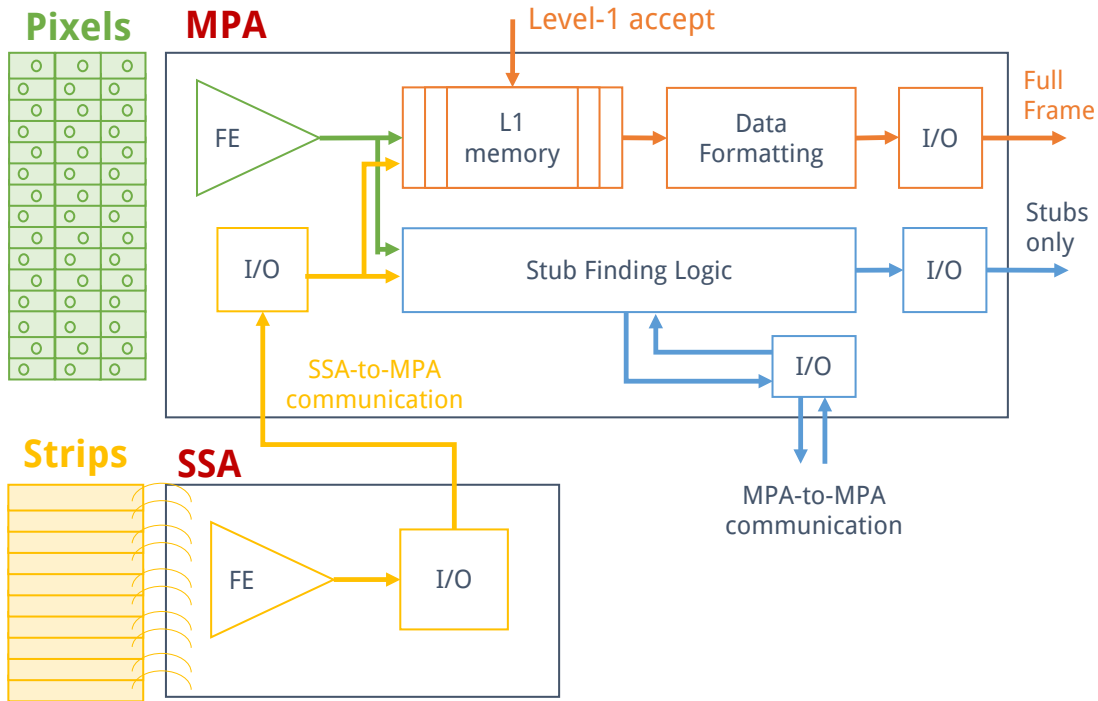 Pixels
MPA
Level-1 accept
FE
L1
memory
Data
Formatting
I/O
Full
Frame
I/O
Stub Finding Logic
I/O
Stubs
only
I/O
SSA-to-MPA
communication
Strips
SSA
MPA-to-MPA
communication
FE
I/O